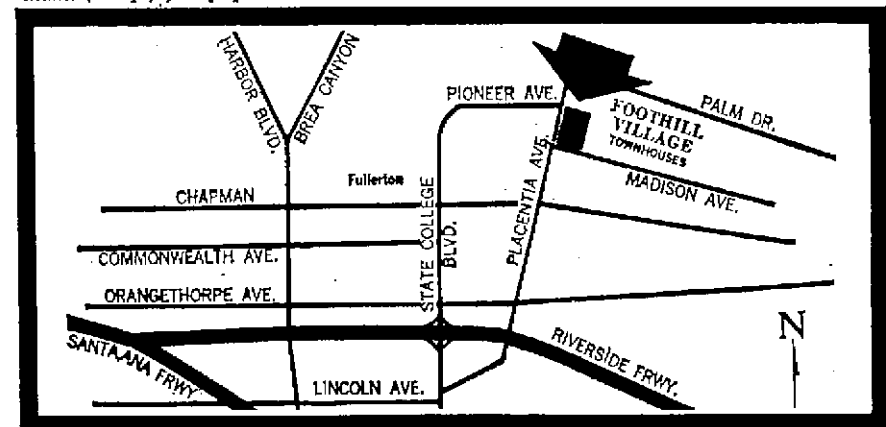 HARBOR BLVD.
BREA CANYON
PIONEER AVE.
PALM DR.
FOOTHILL
VILLAGE
TOWNHOUSES
MADISON AVE.
PLACENTIA AVE.
Fullerton
CHAPMAN
STATE COLLEGE
BLVD.
COMMONWEALTH AVE.
ORANGETHORPE AVE.
N
SANTA ANA FRWY.
RIVERSIDE FRWY.
LINCOLN AVE.